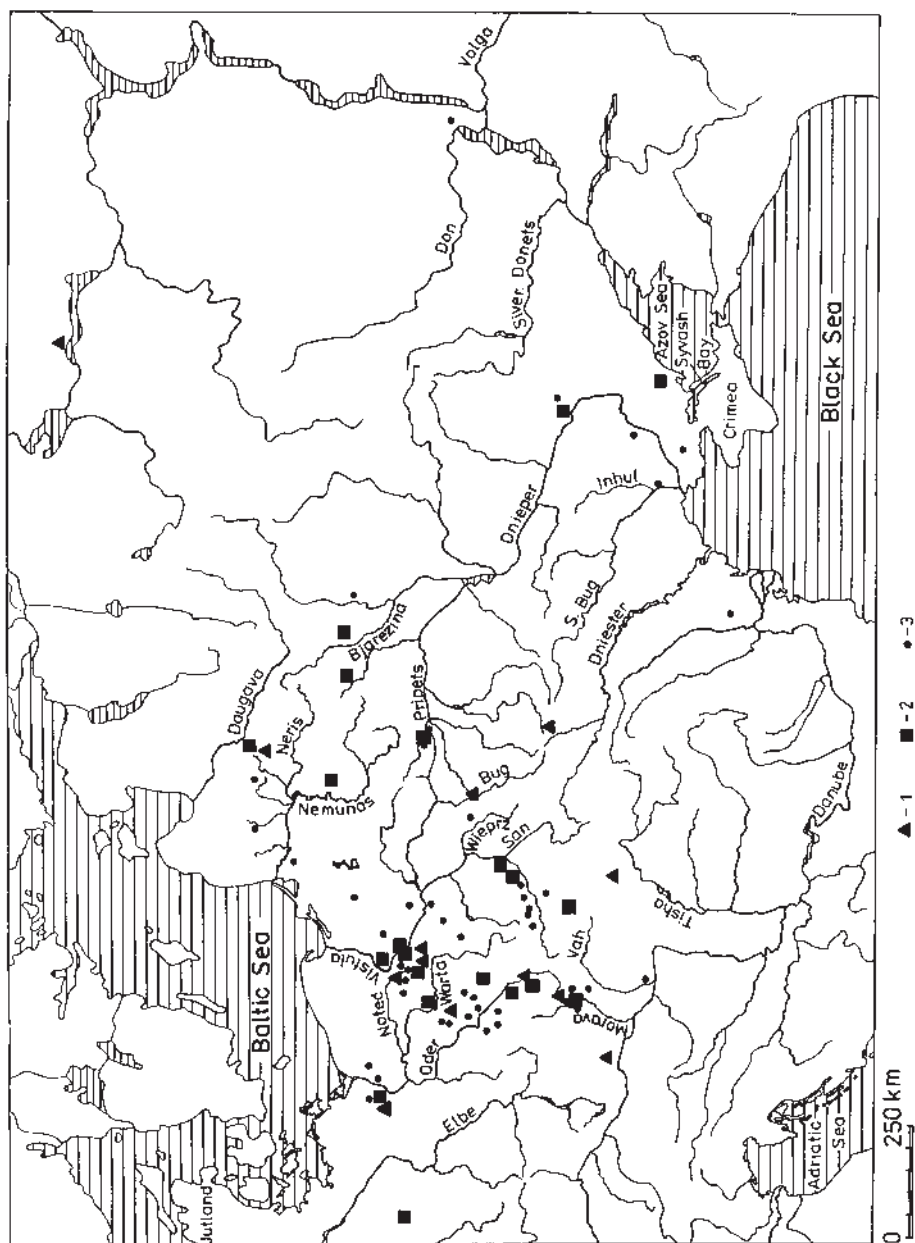 Jutland
Baltic Sea
Daugava
Neris
Nemunas
Bjarezina
Volga
Don
Siver. Donets
Pripets
Dnieper
Vistula
Noteć
Warta
Oder
Elbe
Bug
Wieprz
San
S. Bug
Inhul
Dniester
Azov Sea
Syvash
Bay
Crimea
Black Sea
Vah
Morava
Tisha
Danube
Adriatic
Sea
0 250 km
▲ - 1 ■ - 2 • - 3